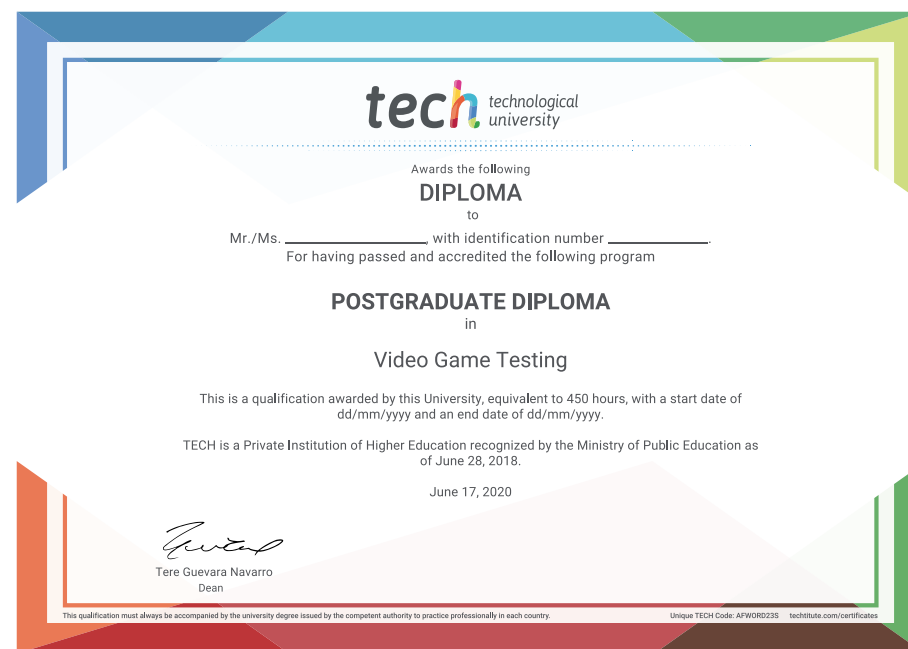 tech technological
university
Awards the following
DIPLOMA
to
Mr./Ms. ____________________, with identification number ______________.
For having passed and accredited the following program
POSTGRADUATE DIPLOMA
in
Video Game Testing
This is a qualification awarded by this University, equivalent to 450 hours, with a start date of
dd/mm/yyyy and an end date of dd/mm/yyyy.
TECH is a Private Institution of Higher Education recognized by the Ministry of Public Education as
of June 28, 2018.
June 17, 2020
Tere Guevara Navarro
Dean
This qualification must always be accompanied by the university degree issued by the competent authority to practice professionally in each country. Unique TECH Code: AFWORD23S techtitute.com/certificates